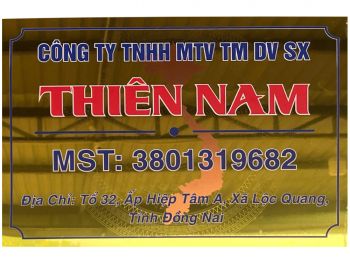 CÔNG TY TNHH MTV TM DV SX
THIÊN NAM
MST: 3801319682
Địa Chỉ: Tổ 32, Ấp Hiệp Tâm A, Xã Lộc Quang,
Tỉnh Đồng Nai